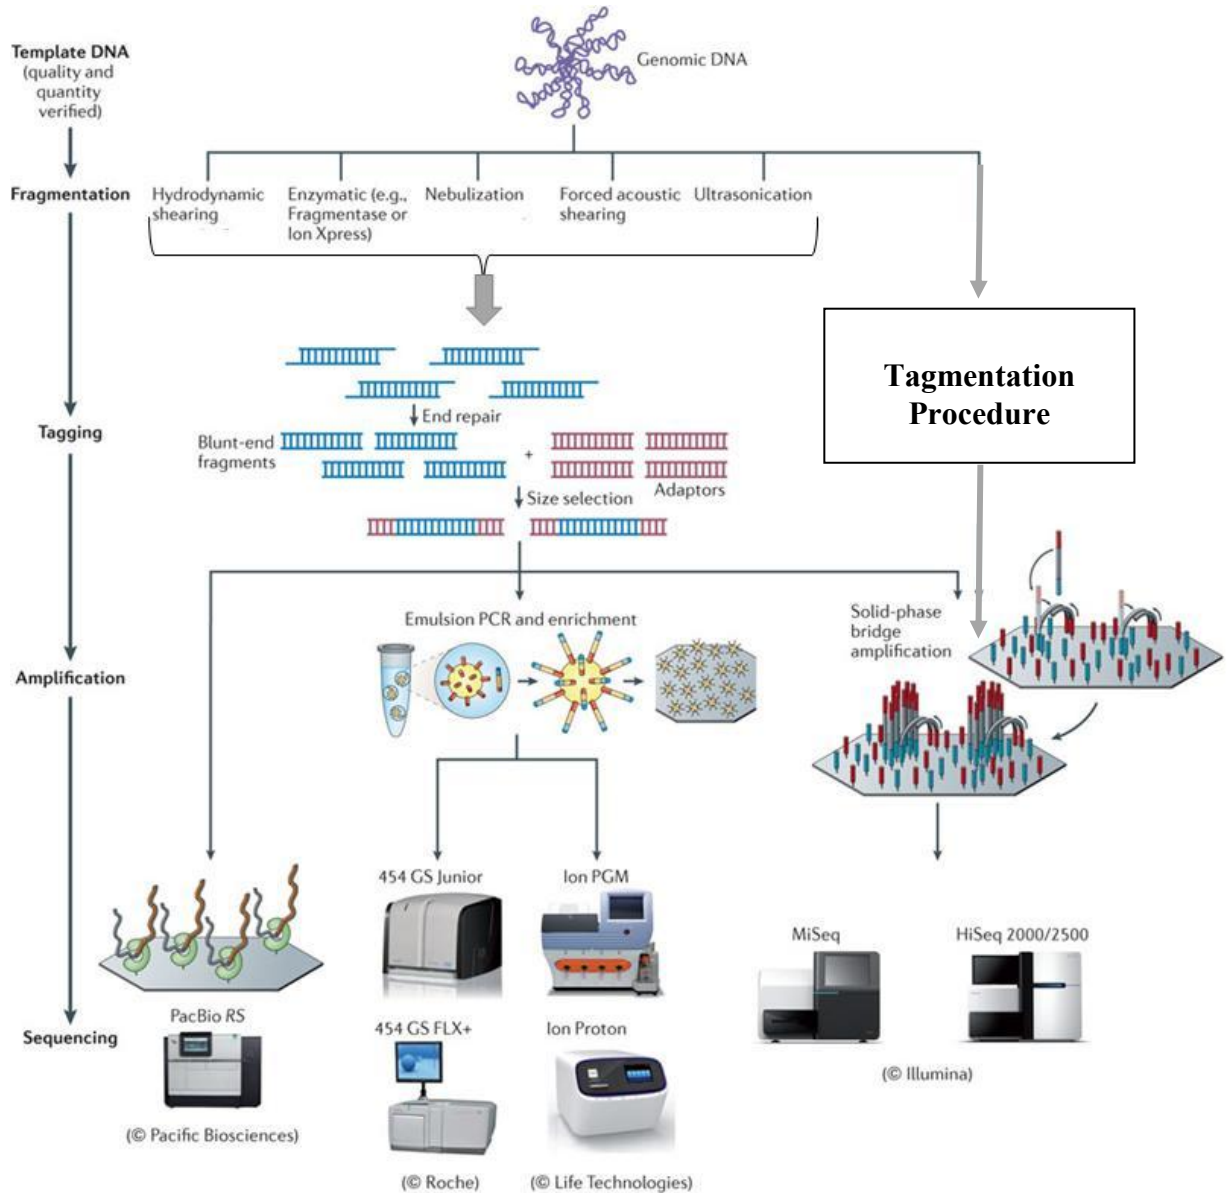 Template DNA
(quality and
quantity
verified)
Genomic DNA
Fragmentation
Hydrodynamic
shearing
Enzymatic (e.g.,
Fragmentase or
Ion Xpress)
Nebulization
Forced acoustic
shearing
Ultrasonication
Tagmentation
Procedure
End repair
Tagging
Blunt-end
fragments
+
Adaptors
Size selection
Emulsion PCR and enrichment
Solid-phase
bridge
amplification
Amplification
454 GS Junior
Ion PGM
MiSeq
HiSeq 2000/2500
PacBio RS
Sequencing
454 GS FLX+
Ion Proton
(© Illumina)
(© Pacific Biosciences)
(© Roche)
(© Life Technologies)